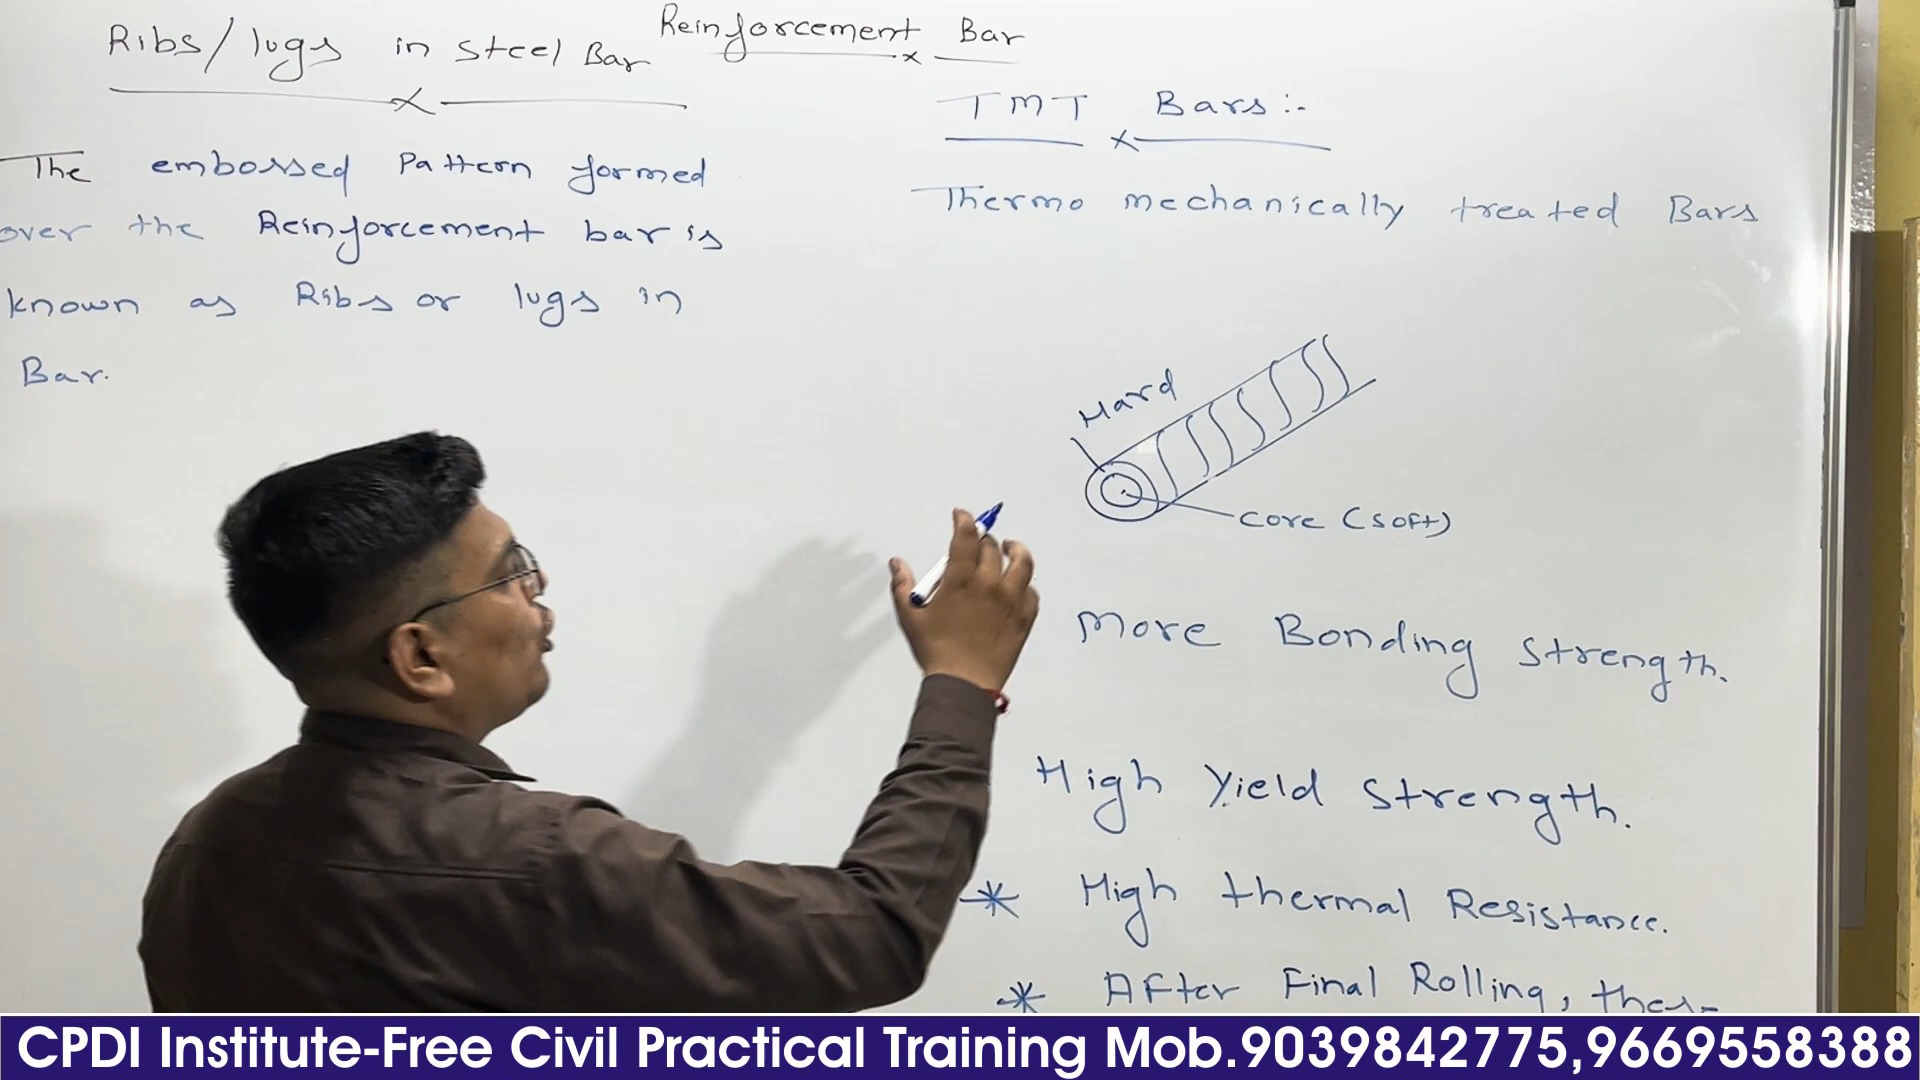 Reinforcement Bar
Ribs/lugs in Steel Bar
The embossed Pattern formed
over the Reinforcement bar is
known as Ribs or lugs in
Bar.
TMT Bars:-
Thermo mechanically treated Bars
Hard
core (soft)
More Bonding Strength.
High Yield Strength.
* High thermal Resistance.
* After Final Rolling,
CPDI Institute-Free Civil Practical Training Mob.9039842775,9669558388